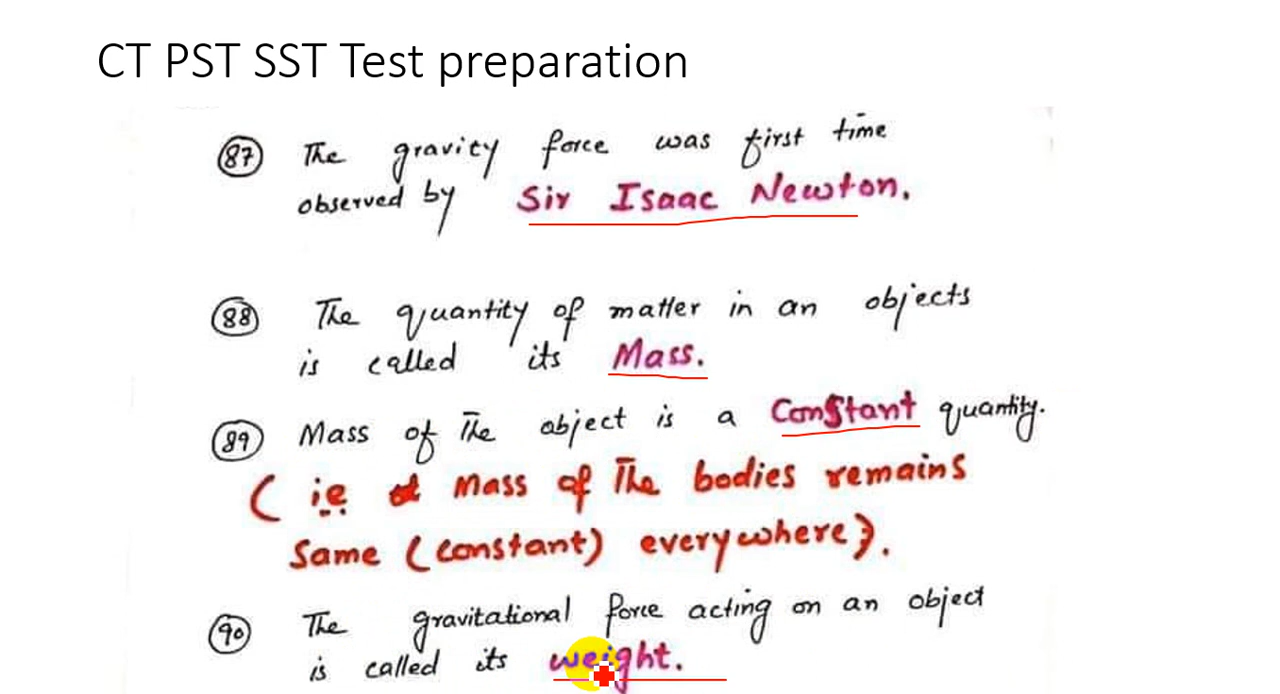 CT PST SST Test preparation
87 The gravity force was first time
observed by Sir Isaac Newton.
88 The quantity of matter in an objects
is called its Mass.
89 Mass of The object is a Constant quantity.
( i.e Mass of The bodies remains
Same (constant) everywhere).
90 The gravitational force acting on an object
is called its weight.